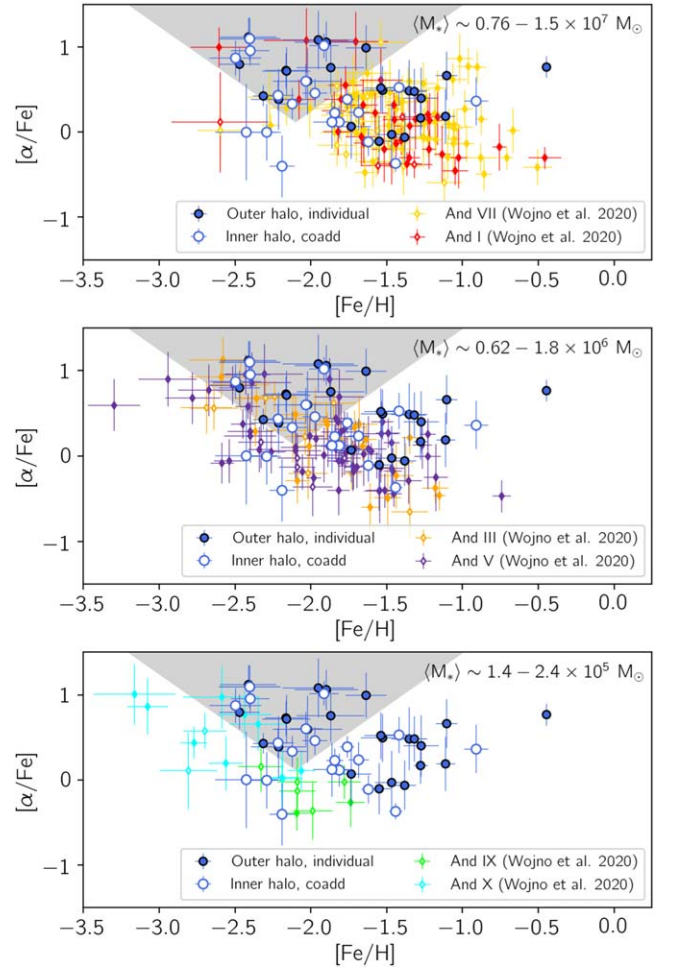 ⟨M*⟩ ∼ 0.76 − 1.5 × 10⁷ M⊙
1
0
−1
[α/Fe]
Outer halo, individual
Inner halo, coadd
And VII (Wojno et al. 2020)
And I (Wojno et al. 2020)
−3.5 −3.0 −2.5 −2.0 −1.5 −1.0 −0.5 0.0
[Fe/H]
⟨M*⟩ ∼ 0.62 − 1.8 × 10⁶ M⊙
1
0
−1
[α/Fe]
Outer halo, individual
Inner halo, coadd
And III (Wojno et al. 2020)
And V (Wojno et al. 2020)
−3.5 −3.0 −2.5 −2.0 −1.5 −1.0 −0.5 0.0
[Fe/H]
⟨M*⟩ ∼ 1.4 − 2.4 × 10⁵ M⊙
1
0
−1
[α/Fe]
Outer halo, individual
Inner halo, coadd
And IX (Wojno et al. 2020)
And X (Wojno et al. 2020)
−3.5 −3.0 −2.5 −2.0 −1.5 −1.0 −0.5 0.0
[Fe/H]